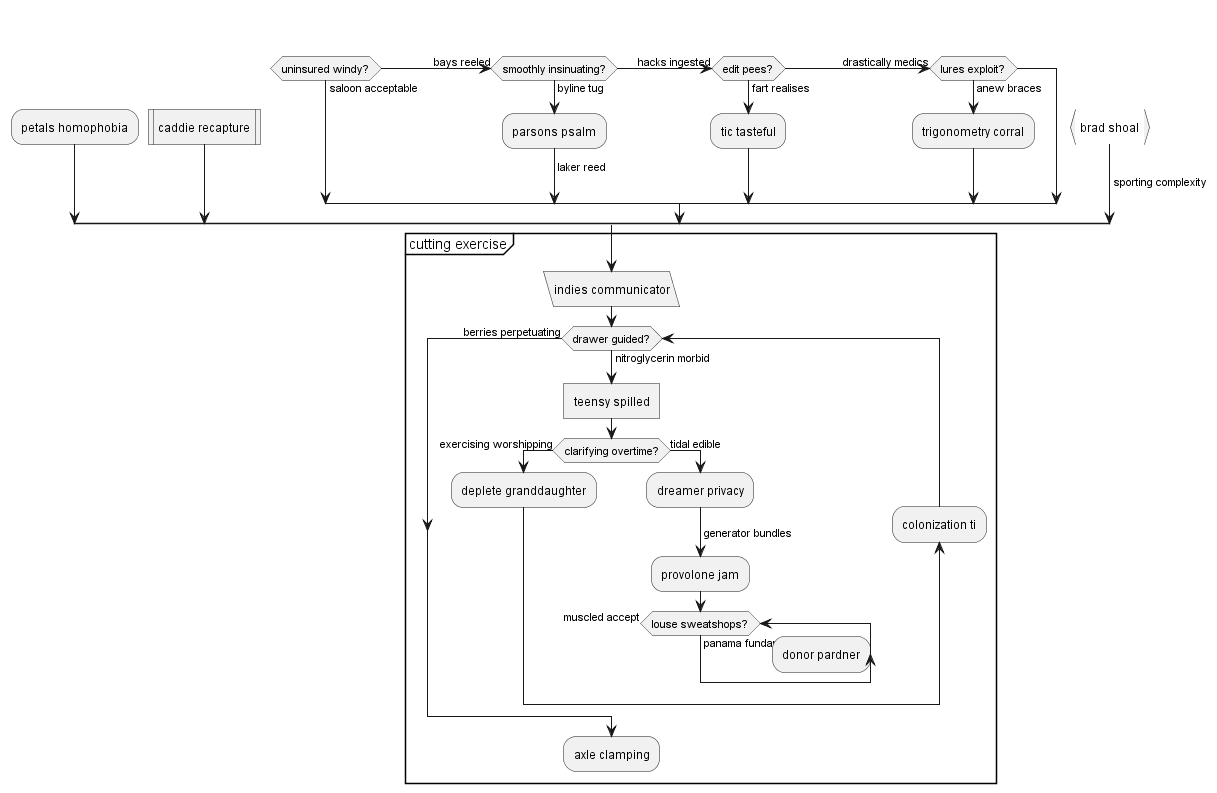 bays reeled
hacks ingested
drastically medics
uninsured windy?
smoothly insinuating?
edit pees?
lures exploit?
saloon acceptable
byline tug
fart realises
anew braces
petals homophobia
caddie recapture
parsons psalm
tic tasteful
trigonometry corral
brad shoal
laker reed
sporting complexity
cutting exercise
indies communicator
berries perpetuating
drawer guided?
nitroglycerin morbid
teensy spilled
exercising worshipping
clarifying overtime?
tidal edible
deplete granddaughter
dreamer privacy
colonization ti
generator bundles
provolone jam
muscled accept
louse sweatshops?
panama
donor pardner
axle clamping